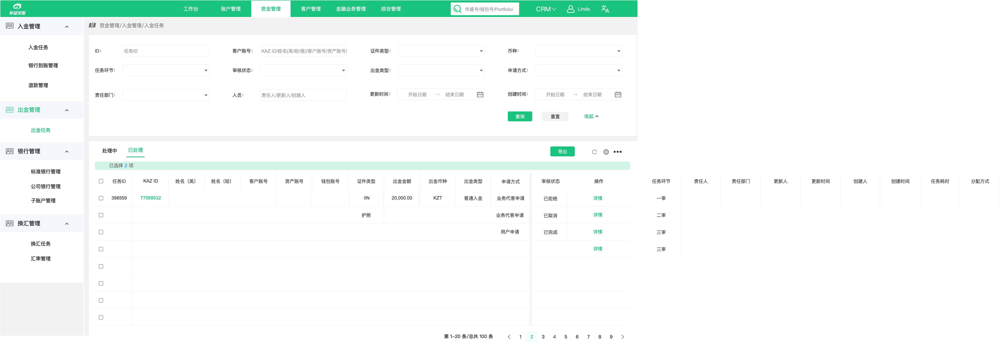 華盛集團
工作台 账户管理 资金管理 客户管理 金融业务管理 综合管理 华盛号/钱包号/Portfolio/ CRM Linda 文A
入金管理
入金任务
银行到账管理
退款管理
出金管理
出金任务
银行管理
标准银行管理
公司银行管理
子账户管理
换汇管理
换汇任务
汇率管理
资金管理/入金管理/入金任务
ID: 任务ID 客户账号: KAZ ID/姓名(英/哈/俄)/客户账号/资产账号/ 证件类型: 币种:
任务环节: 审核状态: 出金类型: 申请方式:
责任部门: 人员: 责任人/更新人/创建人 更新时间: 开始日期 → 结束日期 创建时间: 开始日期 → 结束日期
查询 重置 收起
处理中 已处理 导出
已选择 2 项
任务ID KAZ ID 姓名（英） 姓名（哈） 客户账号 资产账号 钱包账号 证件类型 出金金额 出金币种 出金类型 申请方式 审核状态 操作 任务环节 责任人 责任部门 更新人 更新时间 创建人 创建时间 任务耗时 分配方式
398559 77569532 IIN 20,000.00 KZT 普通入金 业务代客申请 已拒绝 详情 一审
护照 业务代客申请 已取消 详情 二审
用户申请 已完成 详情 三审
详情 三审
第 1-20 条/总共 100 条 1 2 3 4 5 6 7 8 9